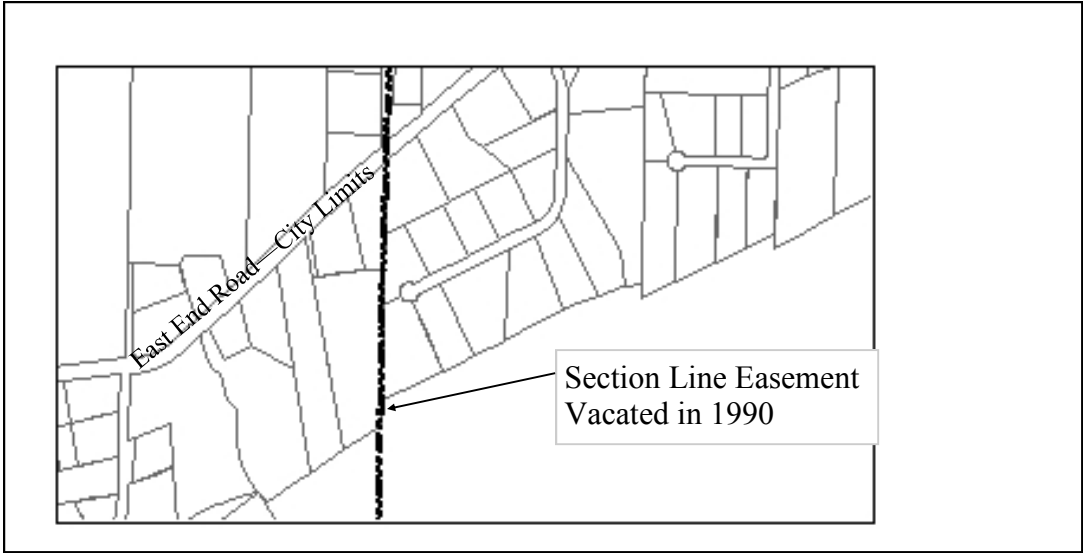 East End Road—City Limits
Section Line Easement
Vacated in 1990